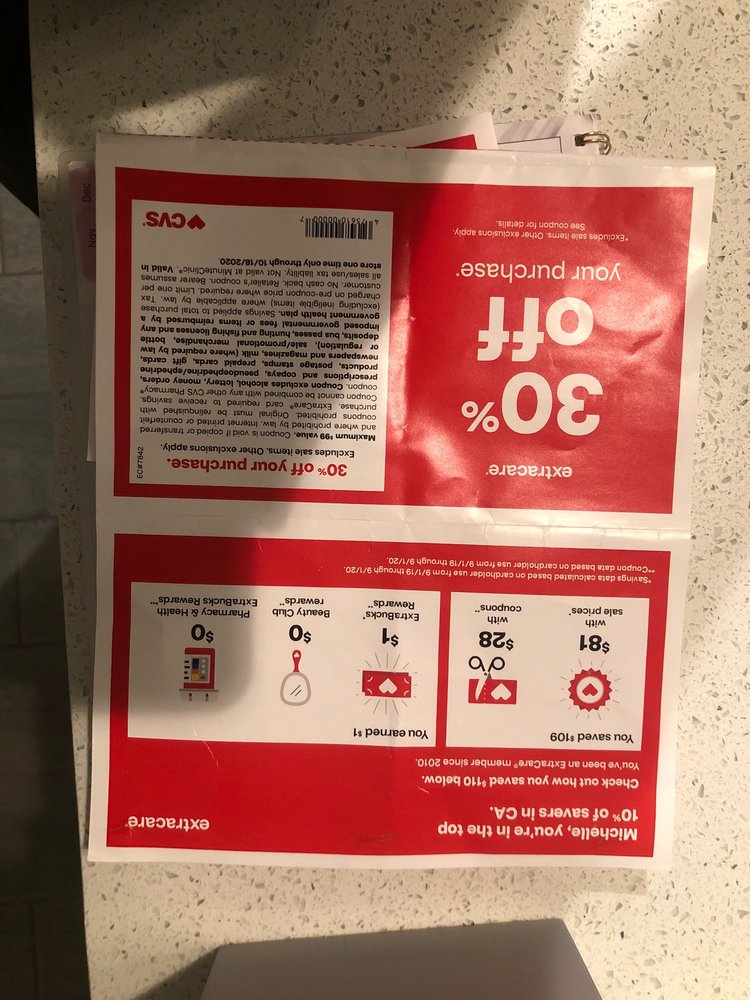 Michelle, you're in the top
10% of savers in CA.
extracare®
Check out how you saved $110 below.
You've been an ExtraCare® member since 2010.
You saved $109
$81
with
sale prices*
$28
with
coupons**
You earned $1
$1
ExtraBucks®
Rewards**
$0
Beauty Club
rewards**
$0
Pharmacy & Health
ExtraBucks Rewards**
*Savings data calculated based on cardholder use from 9/1/19 through 9/1/20.
**Coupon data based on cardholder use from 9/1/19 through 9/1/20.
extracare®
30%
off
your purchase*
*Excludes sale items. Other exclusions apply.
See coupon for details.
30% off your purchase.
Excludes sale items. Other exclusions apply.
EC#7842
Maximum $99 value. Coupon is void if copied or transferred
and where prohibited by law. Internet printed or counterfeit
coupons prohibited. Original must be relinquished with
purchase. ExtraCare® card required to receive savings.
Coupon cannot be combined with any other CVS Pharmacy®
coupon. Coupon excludes alcohol, lottery, money orders,
prescriptions and copays, pseudoephedrine/ephedrine
products, postage stamps, prepaid cards, gift cards,
newspapers and magazines, milk (where required by law
or regulation), sale/promotional merchandise, bottle
deposits, bus passes, hunting and fishing licenses and any
imposed governmental fees or items reimbursed by a
government health plan. Savings applied to total purchase
(excluding ineligible items) where applicable by law. Tax
charged on pre-coupon price where required. Limit one per
customer. No cash back. Retailer's coupon. Bearer assumes
all sales/use tax liability. Not valid at MinuteClinic®. Valid in
store one time only through 10/18/2020.
4 75610 00000 7
CVS®
Nov
Dec